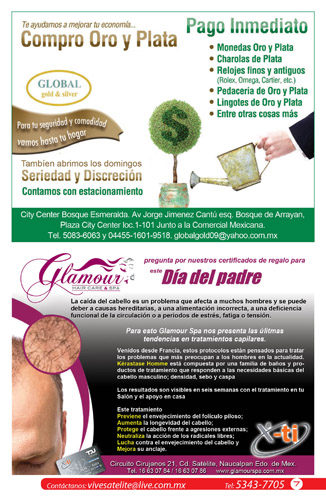 Te ayudamos a mejorar tu economía...
Compro Oro y Plata
Pago Inmediato
• Monedas Oro y Plata
• Charolas de Plata
• Relojes finos y antiguos
(Rolex, Omega, Cartier, etc.)
• Pedacería de Oro y Plata
• Lingotes de Oro y Plata
• Entre otras cosas más
GLOBAL
gold & silver
Para tu seguridad y comodidad
vamos hasta tu hogar
$
También abrimos los domingos
Seriedad y Discreción
Contamos con estacionamiento
City Center Bosque Esmeralda. Av Jorge Jimenez Cantú esq. Bosque de Arrayan,
Plaza City Center loc.1-101 Junto a la Comercial Mexicana.
Tel. 5083-6063 y 04455-1601-9518. globalgold09@yahoo.com.mx
Glamour
HAIR CARE & SPA
pregunta por nuestros certificados de regalo para
este Día del padre
La caída del cabello es un problema que afecta a muchos hombres y se puede
deber a causas hereditarias, a una alimentación incorrecta, a una deficiencia
funcional de la circulación o a periodos de estrés, fatiga o tensión.
Para esto Glamour Spa nos presenta las úlitmas
tendencias en tratamientos capilares.
Venidos desde Francia, estos protocolos están pensados para tratar
los problemas que más preocupan a los hombres en la actualidad.
Kérastase Homme está compuesta por una familia de baños y pro-
ductos de tratamiento que responden a las necesidades básicas del
cabello masculino; densidad, sebo y caspa
Los resultados son visibles en seis semanas con el tratamiento en tu
Salón y el apoyo en casa
Este tratamiento
Previene el envejecimiento del folículo piloso;
Aumenta la longevidad del cabello;
Protege el cabello frente a agresiones externas;
Neutraliza la acción de los radicales libres;
Lucha contra el envejecimiento del cabello y
Mejora su anclaje.
X-ti
Circuito Cirujanos 21, Cd. Satélite, Naucalpan Edo. de Mex.
Tel. 16 63 07 84 / 16 63 07 86 www.glamourspa.com.mx
Contáctanos: vivesatelite@live.com.mx
Tel: 5343-7705
7